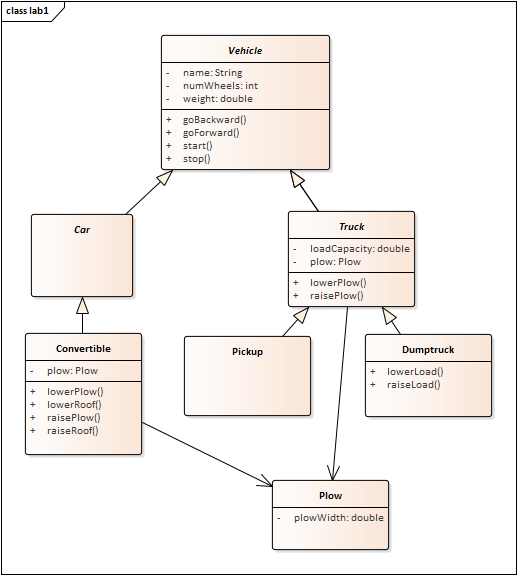 class lab1
Vehicle
- name: String
- numWheels: int
- weight: double
+ goBackward()
+ goForward()
+ start()
+ stop()
Car
Truck
- loadCapacity: double
- plow: Plow
+ lowerPlow()
+ raisePlow()
Convertible
- plow: Plow
+ lowerPlow()
+ lowerRoof()
+ raisePlow()
+ raiseRoof()
Pickup
Dumptruck
+ lowerLoad()
+ raiseLoad()
Plow
- plowWidth: double